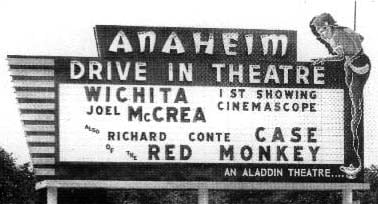 ANAHEIM
DRIVE IN THEATRE
WICHITA 1ST SHOWING
JOEL McCREA CINEMASCOPE
ALSO RICHARD CONTE CASE
OF THE RED MONKEY
AN ALADDIN THEATRE....